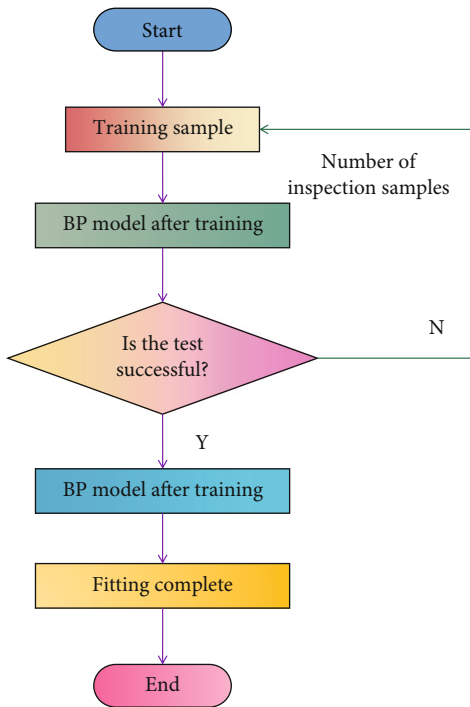 Start
Training sample
Number of
inspection samples
BP model after training
Is the test
successful?
N
Y
BP model after training
Fitting complete
End